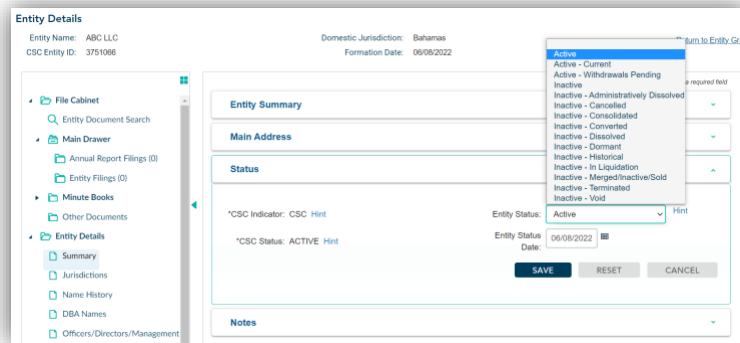 Entity Details
Entity Name: ABC LLC
Domestic Jurisdiction: Bahamas
CSC Entity ID: 3751066
Formation Date: 06/08/2022
to Entity Gr
a required field
File Cabinet
Entity Document Search
Main Drawer
Annual Report Filings (0)
Entity Filings (0)
Minute Books
Other Documents
Entity Details
Summary
Jurisdictions
Name History
DBA Names
Officers/Directors/Management
Entity Summary
Main Address
Status
Active
Active - Current
Active - Withdrawals Pending
Inactive
Inactive - Administratively Dissolved
Inactive - Cancelled
Inactive - Consolidated
Inactive - Converted
Inactive - Dissolved
Inactive - Dormant
Inactive - Historical
Inactive - In Liquidation
Inactive - Merged/Inactive/Sold
Inactive - Terminated
Inactive - Void
*CSC Indicator: CSC Hint
Entity Status: Active Hint
*CSC Status: ACTIVE Hint
Entity Status
Date: 06/08/2022
SAVE RESET CANCEL
Notes